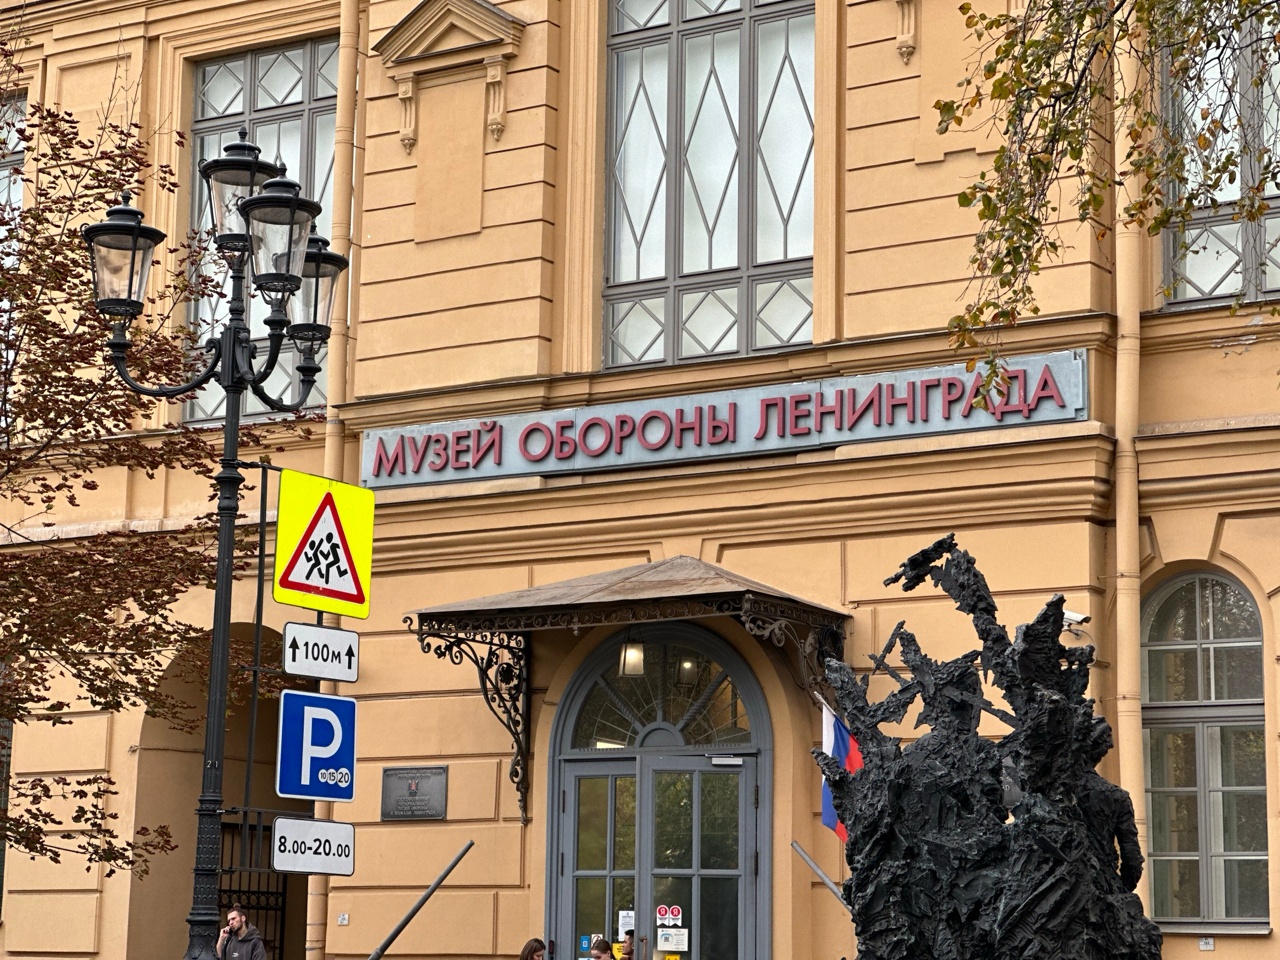 МУЗЕЙ ОБОРОНЫ ЛЕНИНГРАДА
100м
P
10 15 20
8.00-20.00